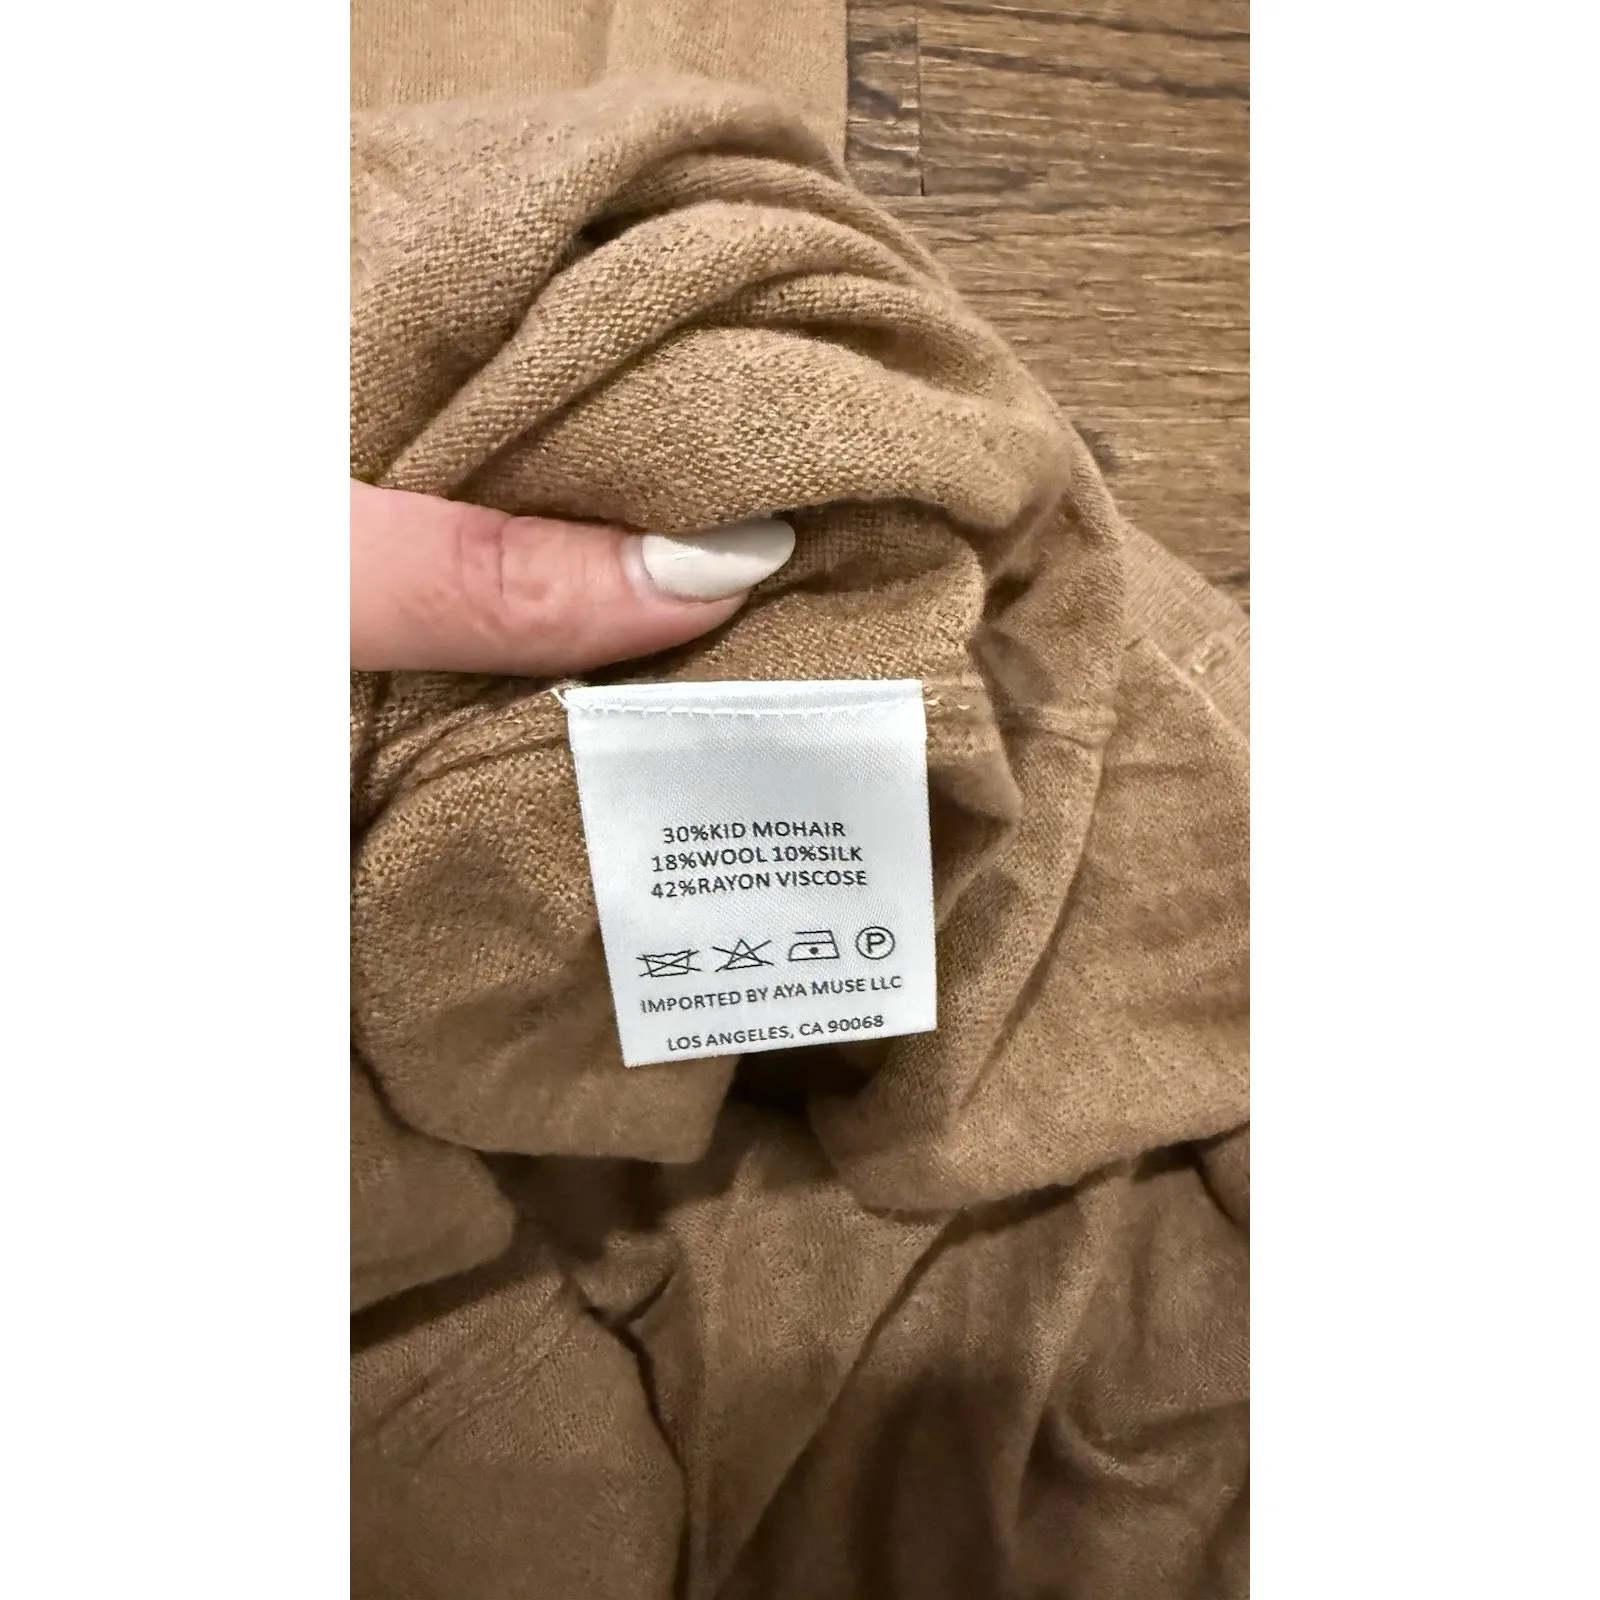 30%KID MOHAIR
18%WOOL 10%SILK
42%RAYON VISCOSE
P
IMPORTED BY AYA MUSE LLC
LOS ANGELES, CA 90068